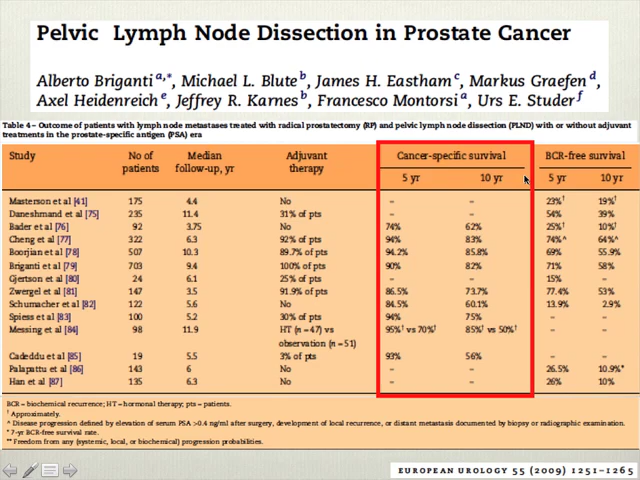 Pelvic Lymph Node Dissection in Prostate Cancer
Alberto Briganti a,*, Michael L. Blute b, James H. Eastham c, Markus Graefen d,
Axel Heidenreich e, Jeffrey R. Karnes b, Francesco Montorsi a, Urs E. Studer f
Table 4 – Outcome of patients with lymph node metastases treated with radical prostatectomy (RP) and pelvic lymph node dissection (PLND) with or without adjuvant
treatments in the prostate-specific antigen (PSA) era
Study No of Median Adjuvant Cancer-specific survival BCR-free survival
patients follow-up, yr therapy
5 yr 10 yr 5 yr 10 yr
Masterson et al [41] 175 4.4 No – – 23%† 19%†
Daneshmand et al [75] 235 11.4 31% of pts – – 54% 39%
Bader et al [76] 92 3.75 No 74% 62% 25%† 10%†
Cheng et al [77] 322 6.3 92% of pts 94% 83% 74%^ 64%^
Boorjian et al [78] 507 10.3 89.7% of pts 94.2% 85.8% 69% 55.9%
Briganti et al [79] 703 9.4 100% of pts 90% 82% 71% 58%
Gjertson et al [80] 24 6.1 25% of pts – – 15% –
Zwergel et al [81] 147 3.5 91.9% of pts 86.5% 73.7% 77.4% 53%
Schumacher et al [82] 122 5.6 No 84.5% 60.1% 13.9% 2.9%
Spiess et al [83] 100 5.2 30% of pts 94% 75% – –
Messing et al [84] 98 11.9 HT (n = 47) vs 95%† vs 70%† 85%† vs 50%† – –
observation (n = 51)
Cadeddu et al [85] 19 5.5 3% of pts 93% 56% – –
Palapattu et al [86] 143 6 No – – 26.5% 10.9%*
Han et al [87] 135 6.3 No – – 26% 10%
BCR = biochemical recurrence; HT = hormonal therapy; pts = patients.
† Approximately.
^ Disease progression defined by elevation of serum PSA >0.4 ng/ml after surgery, development of local recurrence, or distant metastasis documented by biopsy or radiographic examination.
* 7-yr BCR-free survival rate.
** Freedom from any (systemic, local, or biochemical) progression probabilities.
EUROPEAN UROLOGY 55 (2009) 1251–1265